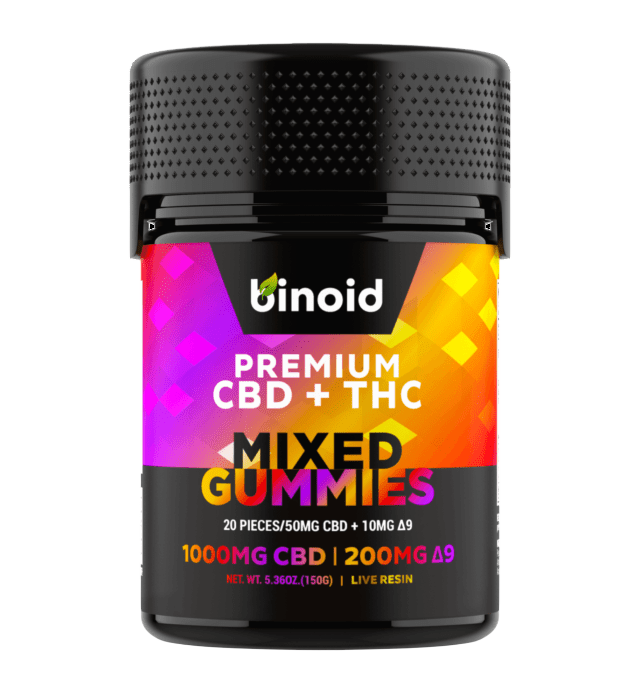 binoid
PREMIUM
CBD + THC
MIXED
GUMMIES
20 PIECES/50MG CBD + 10MG Δ9
1000MG CBD | 200MG Δ9
NET. WT. 5.36OZ.(150G) | LIVE RESIN